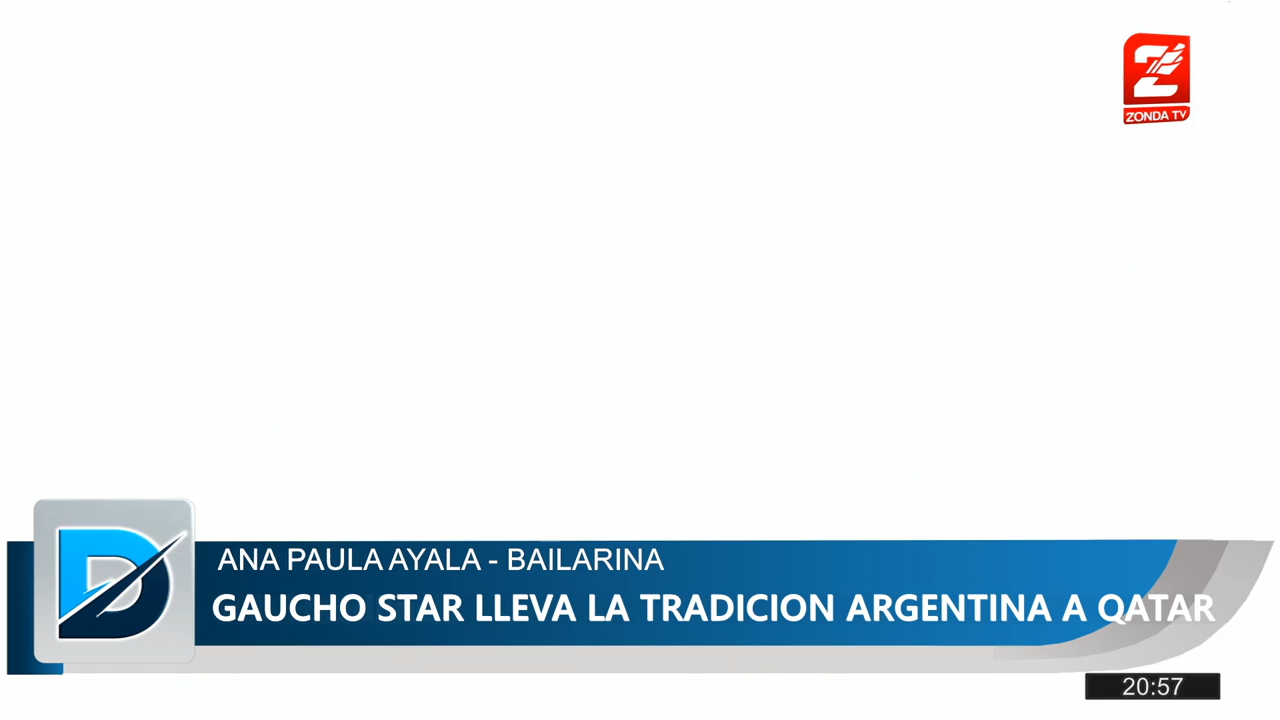 ZONDA TV
ANA PAULA AYALA - BAILARINA
GAUCHO STAR LLEVA LA TRADICION ARGENTINA A QATAR
20:57